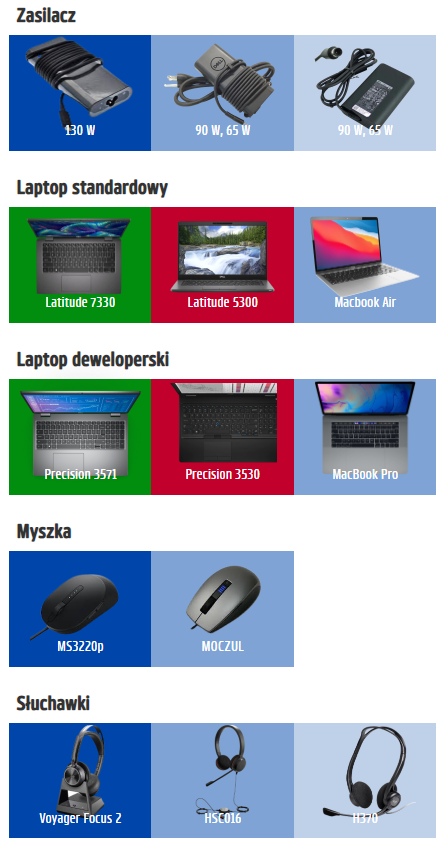 Zasilacz
130 W
90 W, 65 W
90 W, 65 W
Laptop standardowy
Latitude 7330
Latitude 5300
Macbook Air
Laptop deweloperski
Precision 3571
Precision 3530
MacBook Pro
Myszka
MS3220p
MOCZUL
Słuchawki
Voyager Focus 2
HSC016
H370